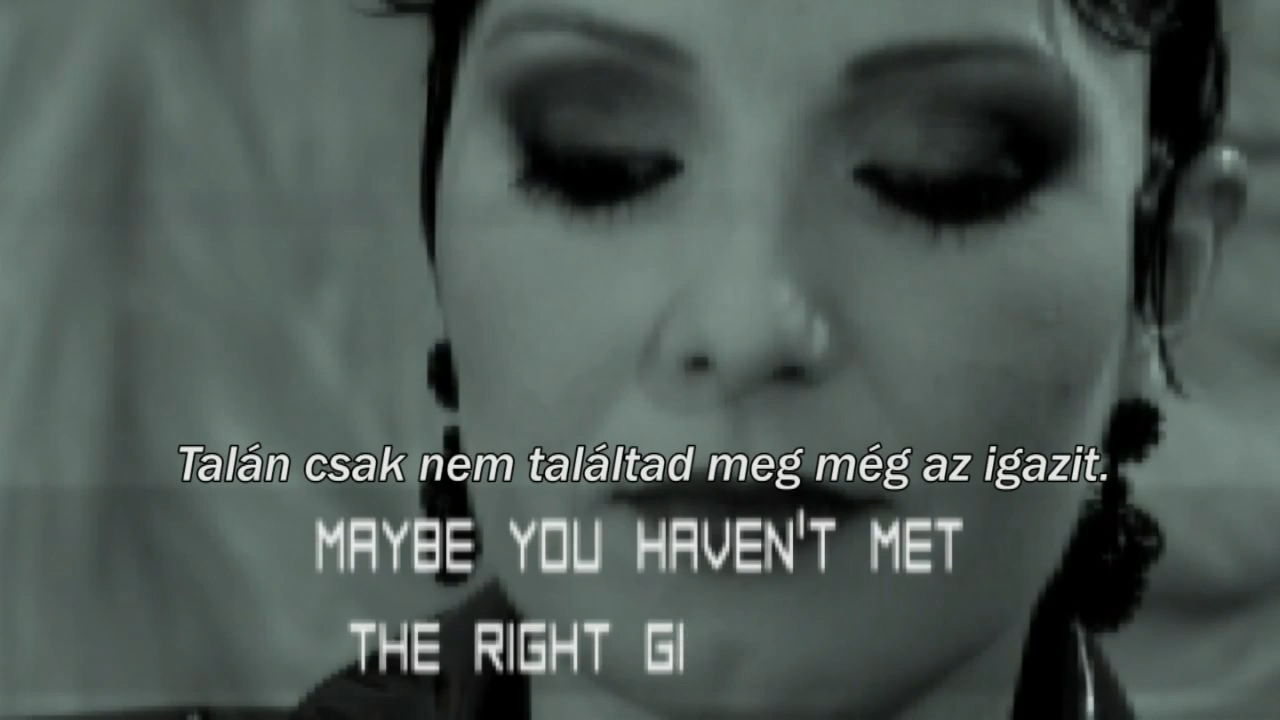 Talán csak nem találtad meg még az igazit.
MAYBE YOU HAVEN'T MET
THE RIGHT GI